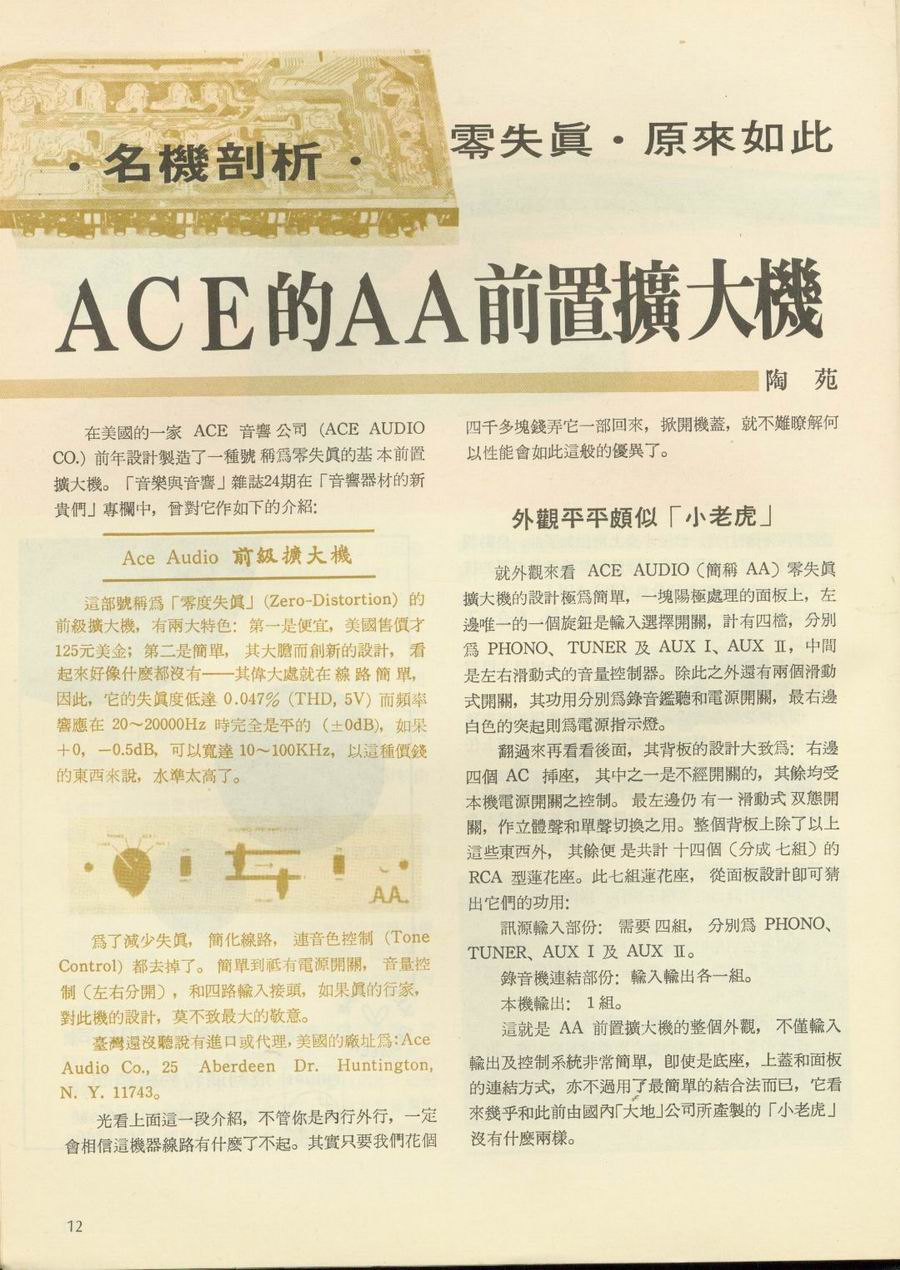 ·名機剖析·
零失眞·原來如此
ACE的AA前置擴大機
陶　苑
在美國的一家 ACE 音響公司 (ACE AUDIO
CO.) 前年設計製造了一種號稱爲零失眞的基本前置
擴大機。「音樂與音響」雜誌24期在「音響器材的新
貴們」專欄中，曾對它作如下的介紹：
Ace Audio 前級擴大機
這部號稱爲「零度失眞」(Zero-Distortion) 的
前級擴大機，有兩大特色：第一是便宜，美國售價才
125元美金；第二是簡單，其大膽而創新的設計，看
起來好像什麼都沒有——其偉大處就在線路簡單，
因此，它的失眞度低達 0.047% (THD, 5V) 而頻率
響應在 20～20000Hz 時完全是平的 (±0dB)，如果
+0，-0.5dB，可以寬達 10～100KHz，以這種價錢
的東西來說，水準太高了。
Ace Audio
AA
爲了減少失眞，簡化線路，連音色控制 (Tone
Control) 都去掉了。簡單到祗有電源開關，音量控
制（左右分開），和四路輸入接頭，如果眞的行家，
對此機的設計，莫不致最大的敬意。
臺灣還沒聽說有進口或代理，美國的廠址爲：Ace
Audio Co., 25 Aberdeen Dr. Huntington,
N. Y. 11743。
光看上面這一段介紹，不管你是內行外行，一定
會相信這機器線路有什麼了不起。其實只要我們花個
四千多塊錢弄它一部回來，掀開機蓋，就不難瞭解何
以性能會如此這般的優異了。
外觀平平頗似「小老虎」
就外觀來看 ACE AUDIO（簡稱 AA）零失眞
擴大機的設計極爲簡單，一塊陽極處理的面板上，左
邊唯一的一個旋鈕是輸入選擇開關，計有四檔，分別
爲 PHONO、TUNER 及 AUX I、AUX II，中間
是左右滑動式的音量控制器。除此之外還有兩個滑動
式開關，其功用分別爲錄音鑑聽和電源開關，最右邊
白色的突起則爲電源指示燈。
翻過來再看看後面，其背板的設計大致爲：右邊
四個 AC 挿座，其中之一是不經開關的，其餘均受
本機電源開關之控制。最左邊仍有一滑動式双態開
關，作立體聲和單聲切換之用。整個背板上除了以上
這些東西外，其餘便是共計十四個（分成七組）的
RCA 型蓮花座。此七組蓮花座，從面板設計卽可猜
出它們的功用：
訊源輸入部份：需要四組，分別爲 PHONO、
TUNER、AUX I 及 AUX II。
錄音機連結部份：輸入輸出各一組。
本機輸出：1組。
這就是 AA 前置擴大機的整個外觀，不僅輸入
輸出及控制系統非常簡單，卽使是底座，上蓋和面板
的連結方式，亦不過用了最簡單的結合法而已，它看
來幾乎和此前由國內「大地」公司所產製的「小老虎」
沒有什麼兩樣。
12